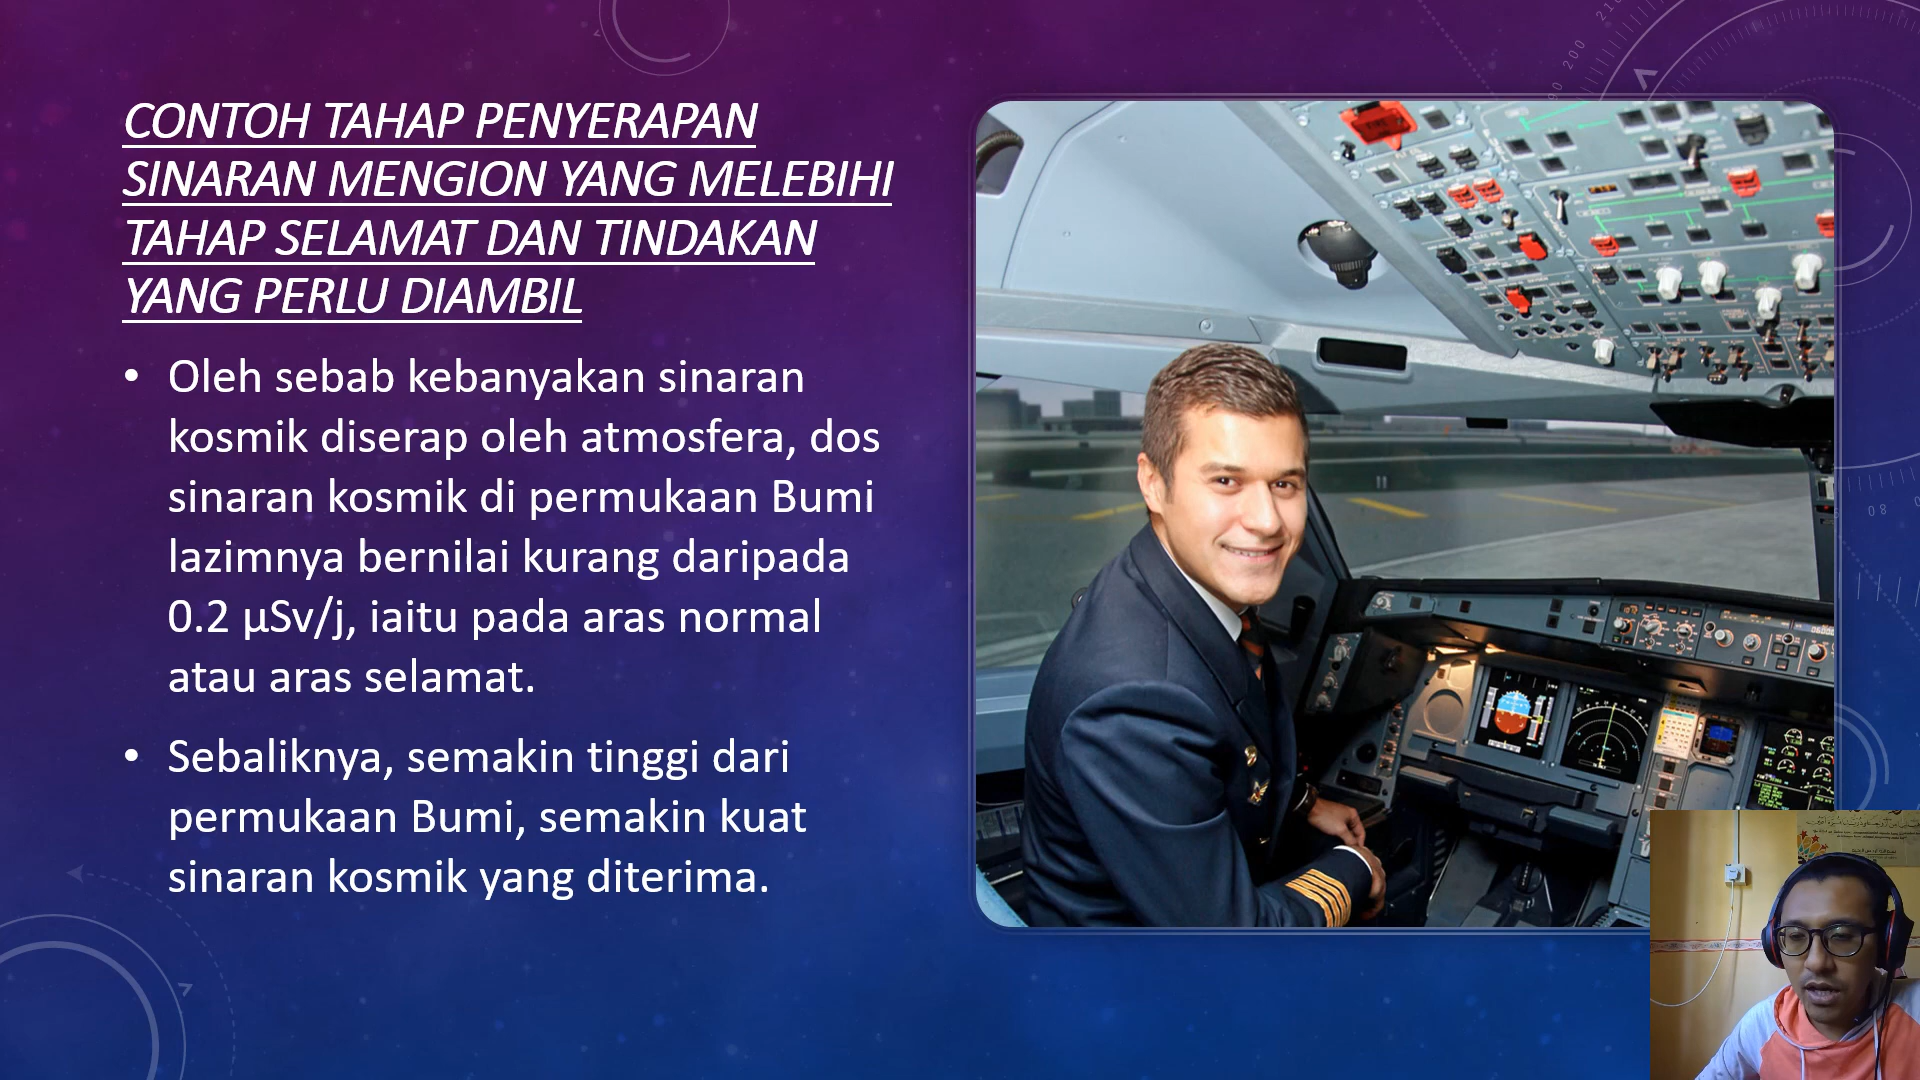 CONTOH TAHAP PENYERAPAN
SINARAN MENGION YANG MELEBIHI
TAHAP SELAMAT DAN TINDAKAN
YANG PERLU DIAMBIL
• Oleh sebab kebanyakan sinaran
kosmik diserap oleh atmosfera, dos
sinaran kosmik di permukaan Bumi
lazimnya bernilai kurang daripada
0.2 µSv/j, iaitu pada aras normal
atau aras selamat.
• Sebaliknya, semakin tinggi dari
permukaan Bumi, semakin kuat
sinaran kosmik yang diterima.
200
80